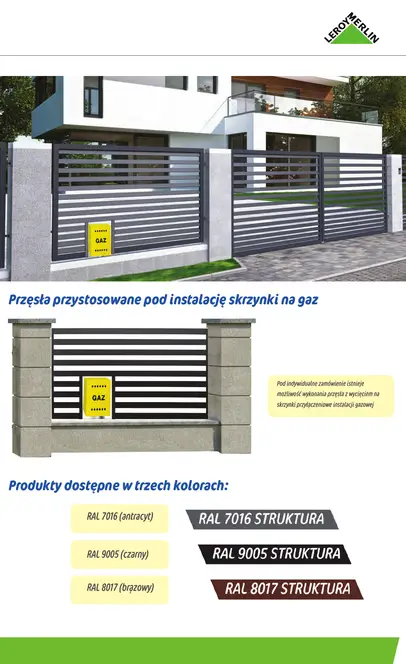 LEROY MERLIN
GAZ
Przęsła przystosowane pod instalację skrzynki na gaz
GAZ
Pod indywidualne zamówienie istnieje
możliwość wykonania przęsła z wycięciem na
skrzynki przyłączeniowe instalacji gazowej
Produkty dostępne w trzech kolorach:
RAL 7016 (antracyt)
RAL 7016 STRUKTURA
RAL 9005 (czarny)
RAL 9005 STRUKTURA
RAL 8017 (brązowy)
RAL 8017 STRUKTURA